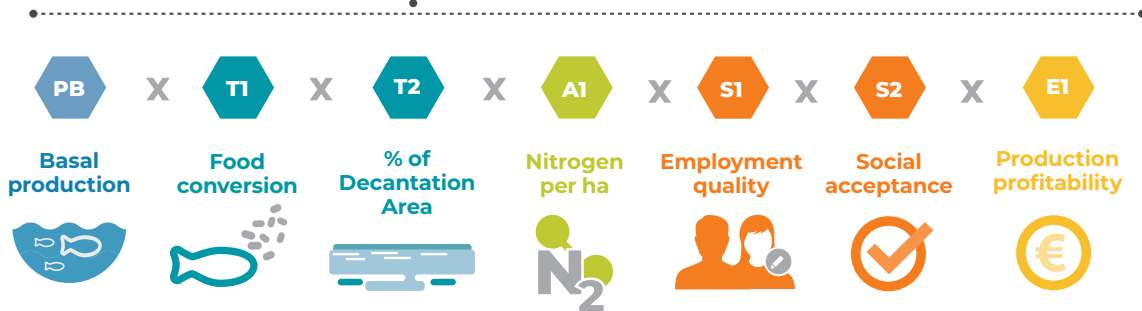 PB X T1 X T2 X A1 X S1 X S2 X E1
Basal
production
Food
conversion
% of
Decantation
Area
Nitrogen
per ha
Employment
quality
Social
acceptance
Production
profitability
N2
€